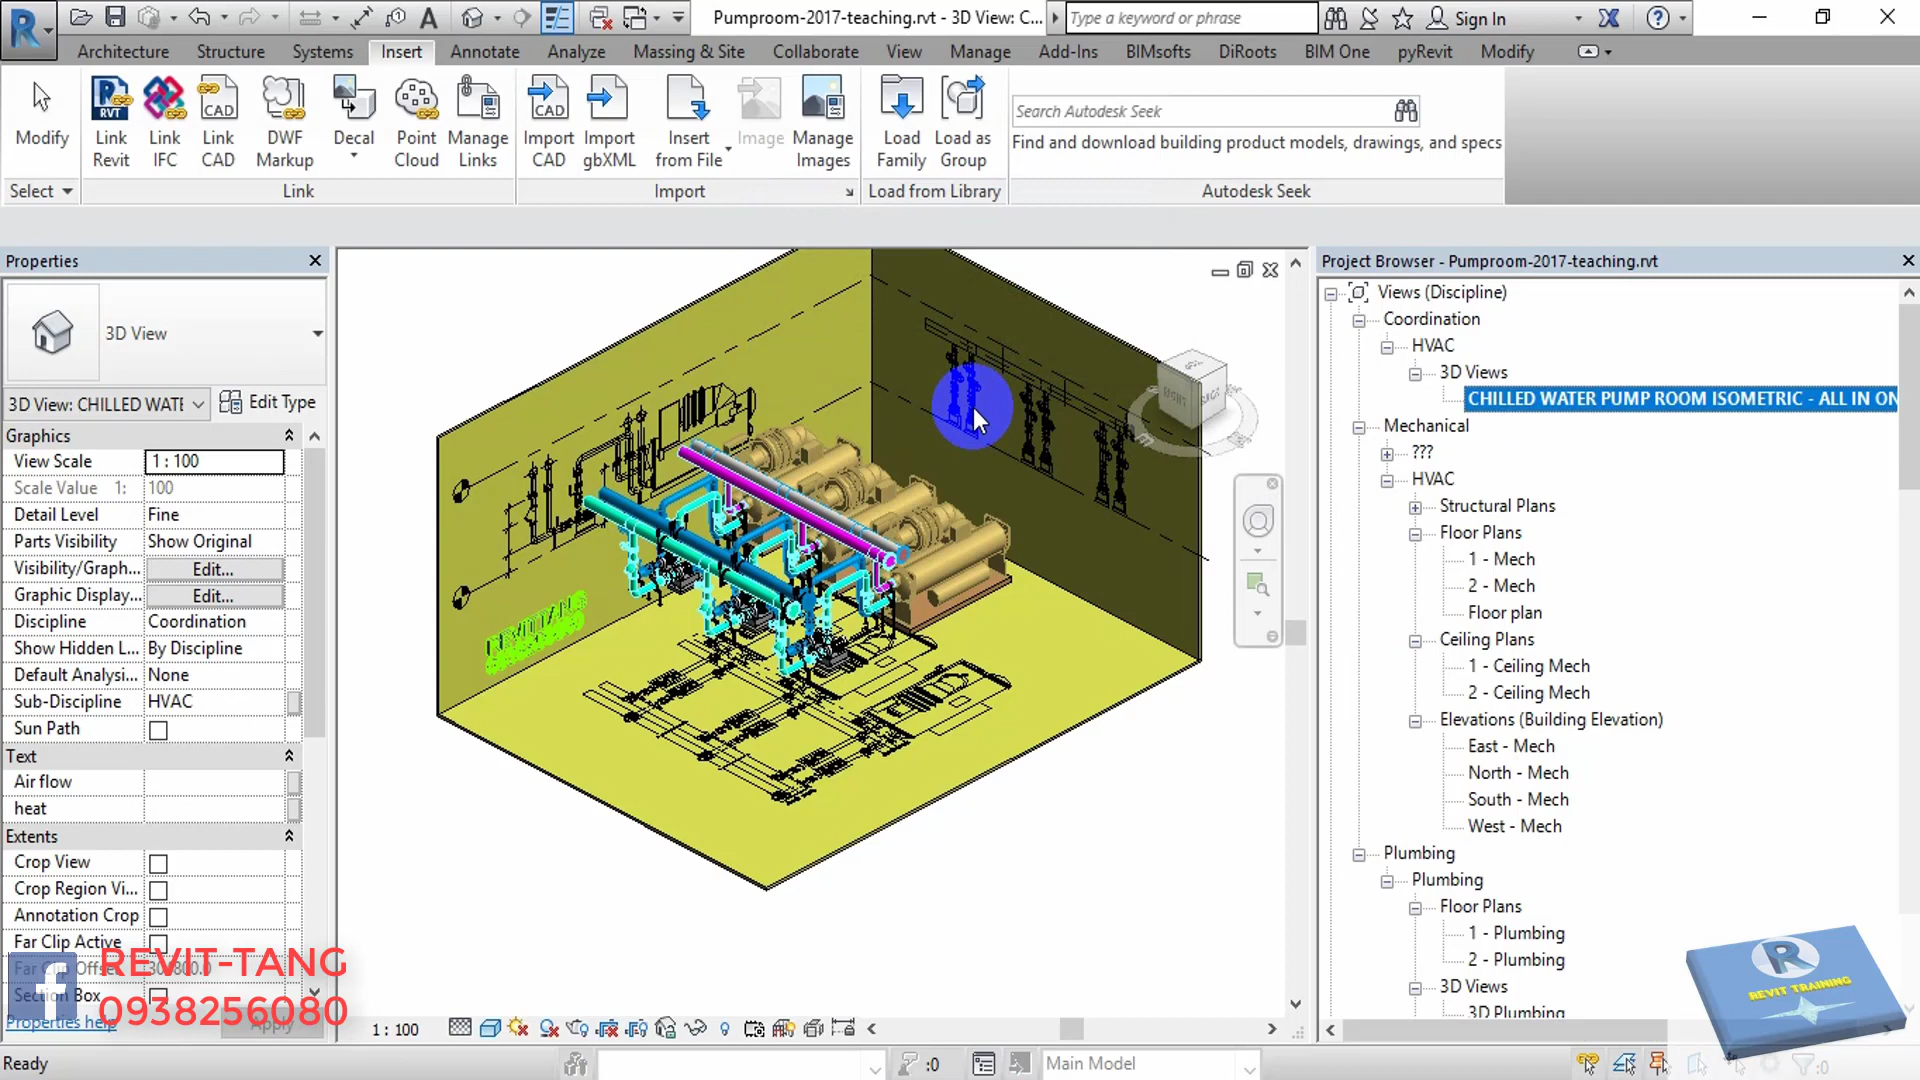 Pumproom-2017-teaching.rvt - 3D View: C...
Type a keyword or phrase
Sign In
Architecture Structure Systems Insert Annotate Analyze Massing & Site Collaborate View Manage Add-Ins BIMsofts DiRoots BIM One pyRevit Modify
Modify
Link Revit
Link IFC
Link CAD
DWF Markup
Decal
Point Cloud
Manage Links
Import CAD
Import gbXML
Insert from File
Image
Manage Images
Load Family
Load as Group
Search Autodesk Seek
Find and download building product models, drawings, and specs
Select
Link
Import
Load from Library
Autodesk Seek
Properties
3D View
3D View: CHILLED WATE
Edit Type
Graphics
View Scale 1 : 100
Scale Value 1: 100
Detail Level Fine
Parts Visibility Show Original
Visibility/Graph... Edit...
Graphic Display... Edit...
Discipline Coordination
Show Hidden L... By Discipline
Default Analysi... None
Sub-Discipline HVAC
Sun Path
Text
Air flow
heat
Extents
Crop View
Crop Region Vi...
Annotation Crop
Far Clip Active
Section Box
Properties help
Apply
REVIT-TANG
0938256080
1 : 100
Ready
:0
Main Model
:0
Project Browser - Pumproom-2017-teaching.rvt
Views (Discipline)
Coordination
HVAC
3D Views
CHILLED WATER PUMP ROOM ISOMETRIC - ALL IN ON
Mechanical
???
HVAC
Structural Plans
Floor Plans
1 - Mech
2 - Mech
Floor plan
Ceiling Plans
1 - Ceiling Mech
2 - Ceiling Mech
Elevations (Building Elevation)
East - Mech
North - Mech
South - Mech
West - Mech
Plumbing
Plumbing
Floor Plans
1 - Plumbing
2 - Plumbing
3D Views
3D Plumbing
REVIT TRAINING